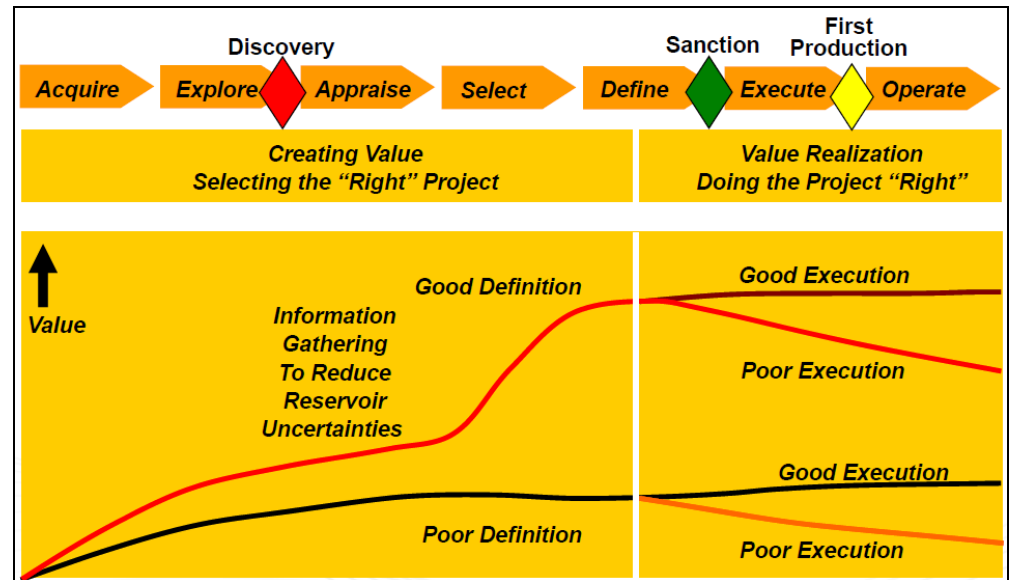 Discovery
Sanction
First
Production
Acquire
Explore
Appraise
Select
Define
Execute
Operate
Creating Value
Selecting the “Right” Project
Value Realization
Doing the Project “Right”
Value
Good Definition
Information
Gathering
To Reduce
Reservoir
Uncertainties
Poor Definition
Good Execution
Poor Execution
Good Execution
Poor Execution